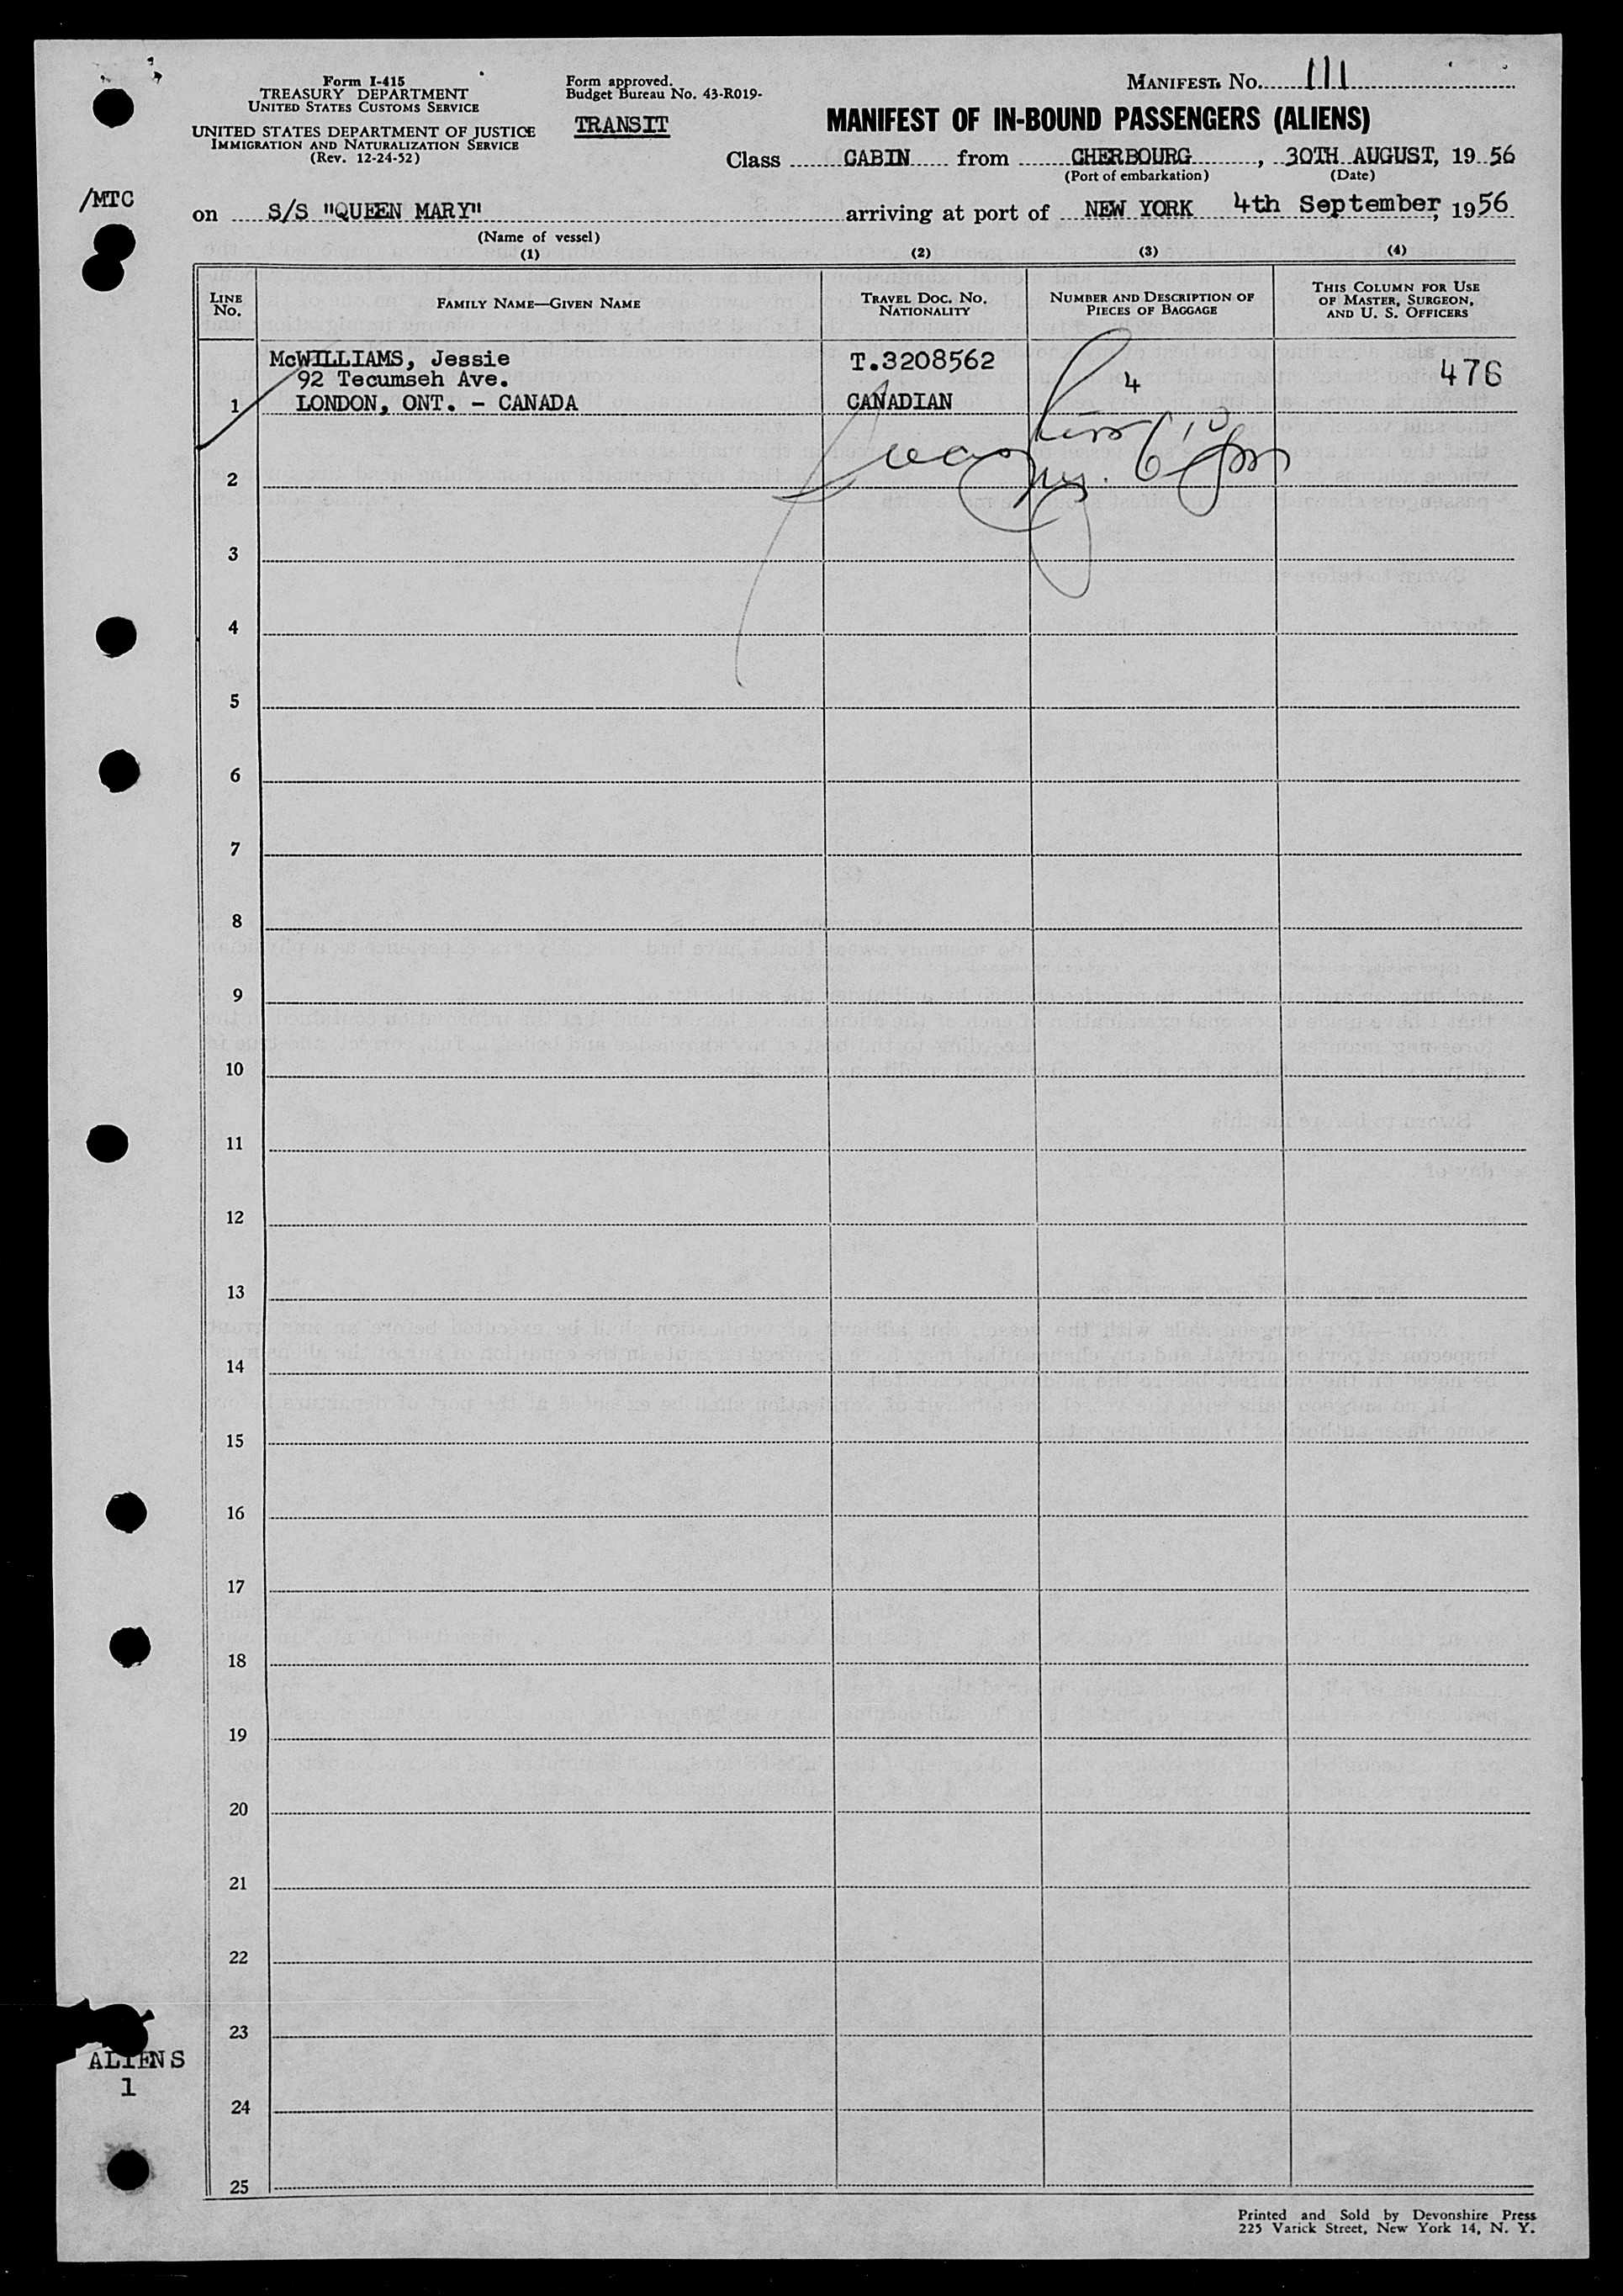 Form I-415
TREASURY DEPARTMENT
UNITED STATES CUSTOMS SERVICE
UNITED STATES DEPARTMENT OF JUSTICE
IMMIGRATION AND NATURALIZATION SERVICE
(Rev. 12-24-52)
Form approved.
Budget Bureau No. 43-R019-
TRANSIT
MANIFEST No. 111
MANIFEST OF IN-BOUND PASSENGERS (ALIENS)
Class CABIN from CHERBOURG, 30TH AUGUST, 19 56
(Port of embarkation) (Date)
/MTC
on S/S "QUEEN MARY" arriving at port of NEW YORK 4th September, 1956
(Name of vessel)
(1) (2) (3) (4)
LINE No.
FAMILY NAME—GIVEN NAME
TRAVEL DOC. NO. NATIONALITY
NUMBER AND DESCRIPTION OF PIECES OF BAGGAGE
THIS COLUMN FOR USE OF MASTER, SURGEON, AND U. S. OFFICERS
McWILLIAMS, Jessie T.3208562
92 Tecumseh Ave. 4 476
1 LONDON, ONT. - CANADA CANADIAN
2
3
4
5
6
7
8
9
10
11
12
13
14
15
16
17
18
19
20
21
22
23
24
25
ALIENS
1
Printed and Sold by Devonshire Press
225 Varick Street, New York 14, N. Y.